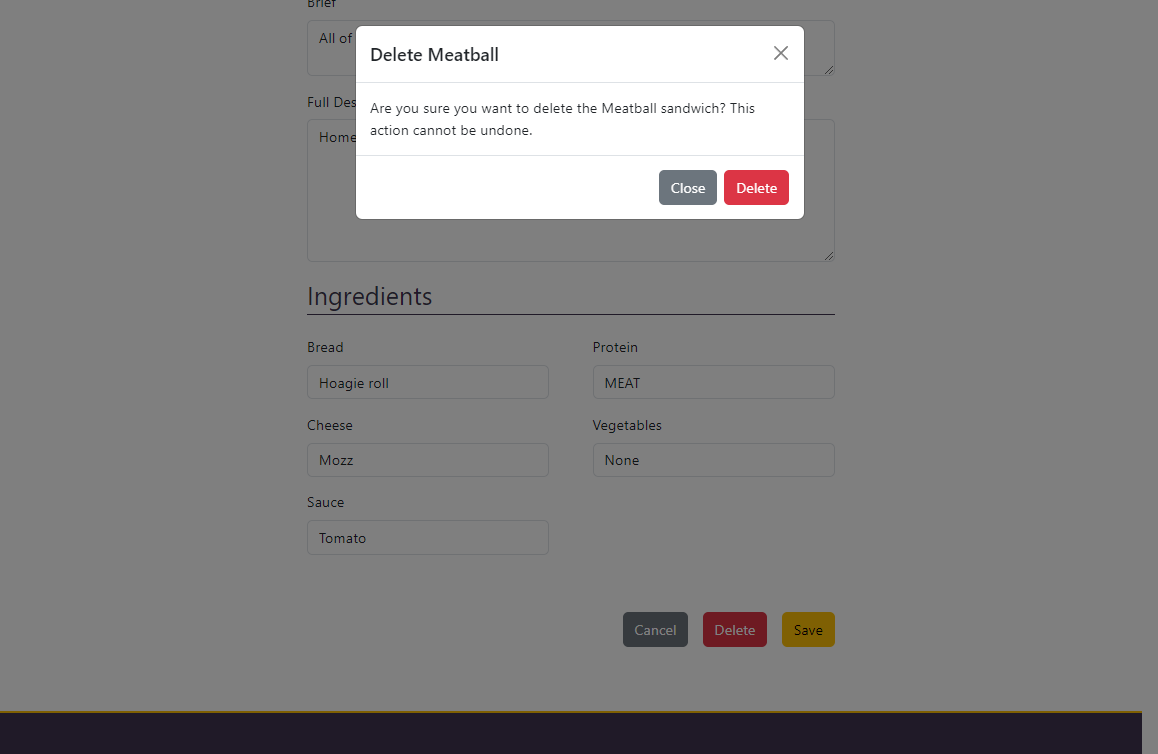 Brief
All of
Delete Meatball
Are you sure you want to delete the Meatball sandwich? This
action cannot be undone.
Close Delete
Full Des
Home
Ingredients
Bread Protein
Hoagie roll MEAT
Cheese Vegetables
Mozz None
Sauce
Tomato
Cancel Delete Save